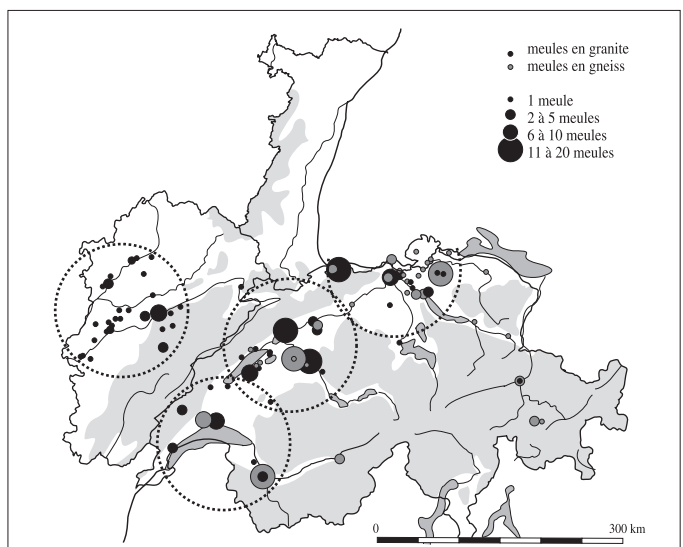 meules en granite
meules en gneiss
1 meule
2 à 5 meules
6 à 10 meules
11 à 20 meules
0
300 km